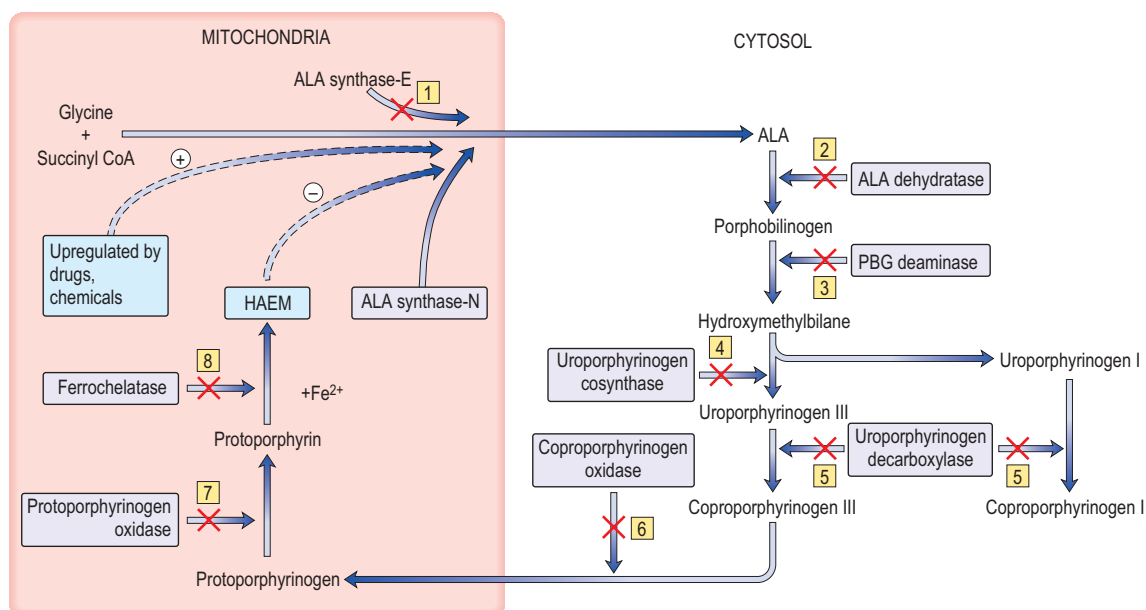 MITOCHONDRIA
CYTOSOL
ALA synthase-E
1
Glycine
+
Succinyl CoA
+
−
Upregulated by
drugs,
chemicals
HAEM
ALA synthase-N
8
Ferrochelatase
+Fe²⁺
Protoporphyrin
7
Protoporphyrinogen
oxidase
Protoporphyrinogen
ALA
2
ALA dehydratase
Porphobilinogen
PBG deaminase
3
Hydroxymethylbilane
4
Uroporphyrinogen
cosynthase
Uroporphyrinogen I
Uroporphyrinogen III
Coproporphyrinogen
oxidase
Uroporphyrinogen
decarboxylase
5
5
Coproporphyrinogen III
Coproporphyrinogen I
6